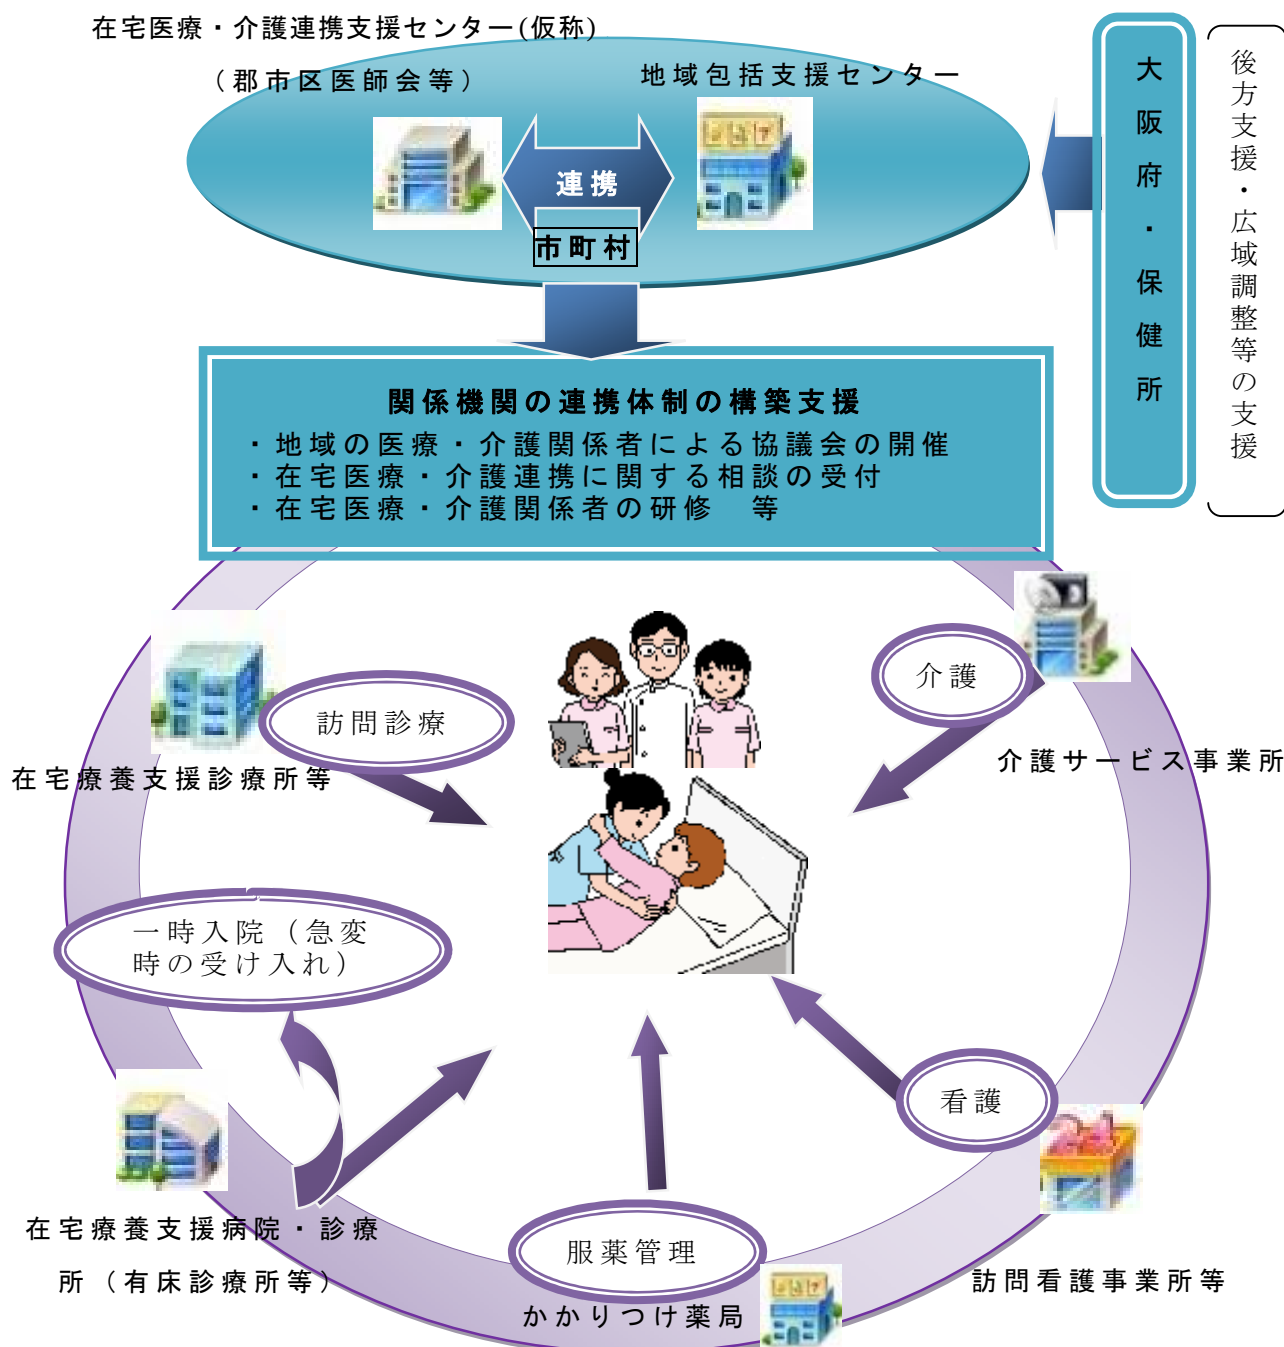 在宅医療・介護連携支援センター(仮称)
（郡市区医師会等）
地域包括支援センター
連携
市町村
大阪府・保健所
後方支援・広域調整等の支援
関係機関の連携体制の構築支援
・地域の医療・介護関係者による協議会の開催
・在宅医療・介護連携に関する相談の受付
・在宅医療・介護関係者の研修　等
訪問診療
在宅療養支援診療所等
介護
介護サービス事業所
一時入院（急変
時の受け入れ）
在宅療養支援病院・診療
所（有床診療所等）
服薬管理
かかりつけ薬局
看護
訪問看護事業所等